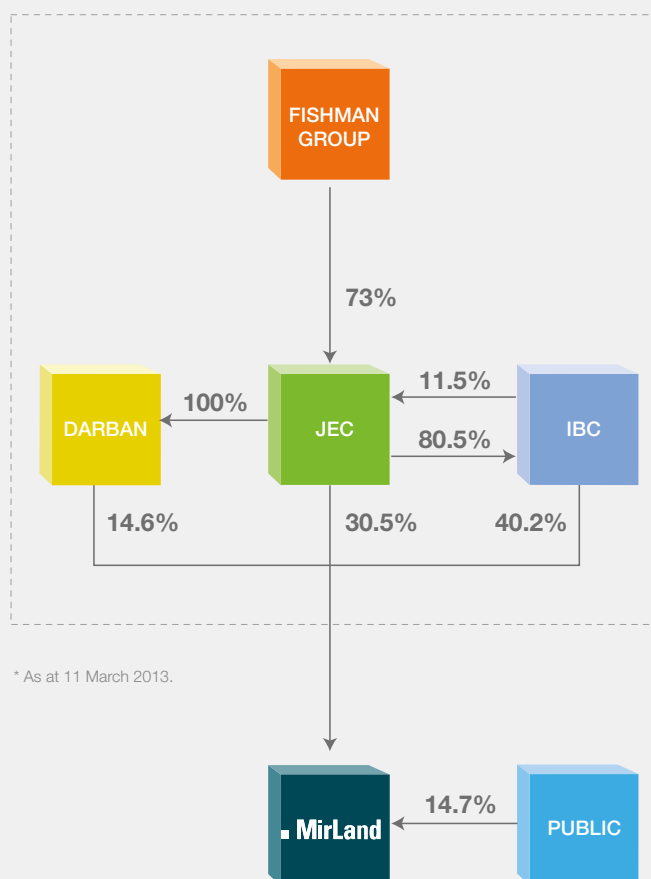 FISHMAN
GROUP
73%
11.5%
100%
DARBAN
JEC
IBC
80.5%
14.6%
30.5%
40.2%
* As at 11 March 2013.
14.7%
MirLand
PUBLIC